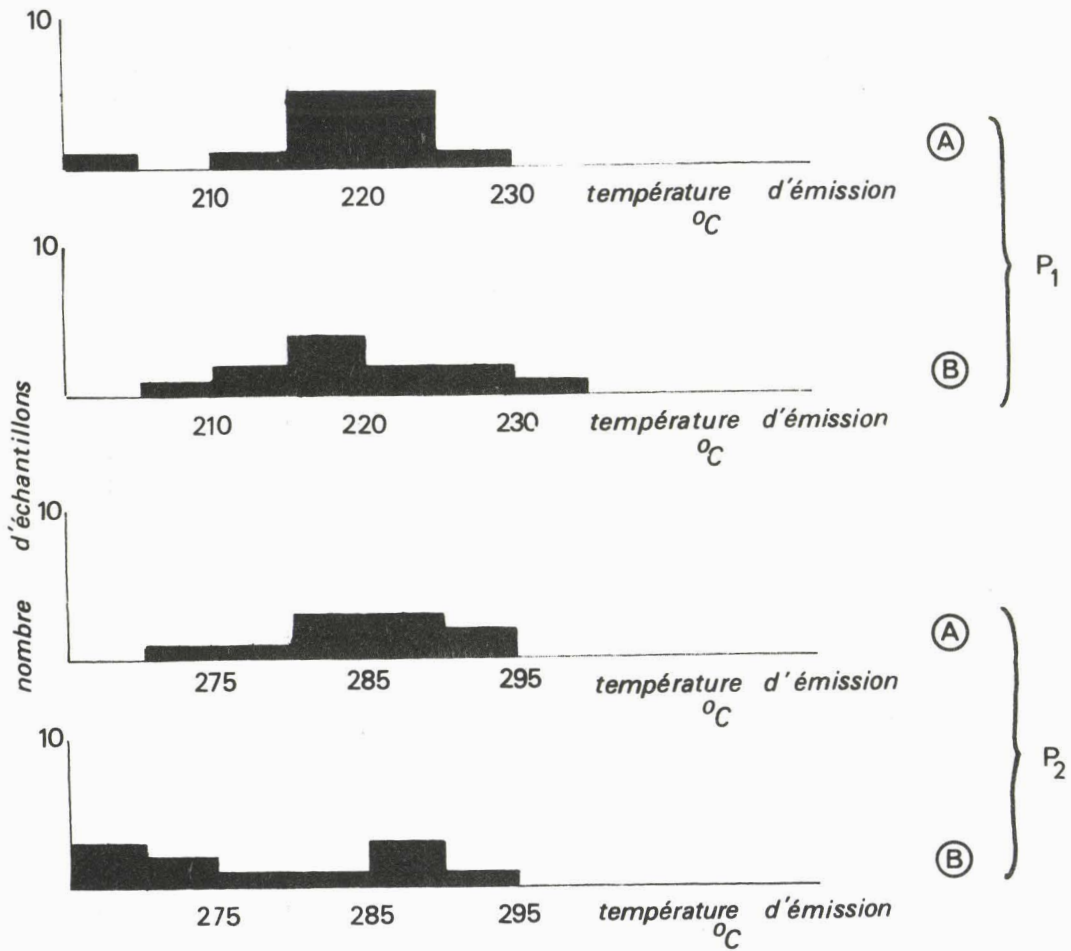 10
A
210 220 230 température d'émission
°C
10
P1
B
210 220 230 température d'émission
°C
nombre d'échantillons
10
A
275 285 295 température d'émission
°C
10
P2
B
275 285 295 température d'émission
°C